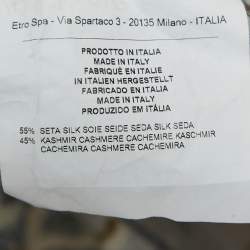 Etro Spa - Via Spartaco 3 - 20135 Milano - ITALIA
PRODOTTO IN ITALIA
MADE IN ITALY
FABRIQUÉ EN ITALIE
IN ITALIEN HERGESTELLT
FABRICADO EN ITALIA
MADE IN ITALY
PRODUZIDO EM ITÁLIA
55% SETA SILK SOIE SEIDE SEDA SILK SEDA
45% KASHMIR CASHMERE CACHEMIRE KASCHMIR
CACHEMIRA CASHMERE CACHEMIRA